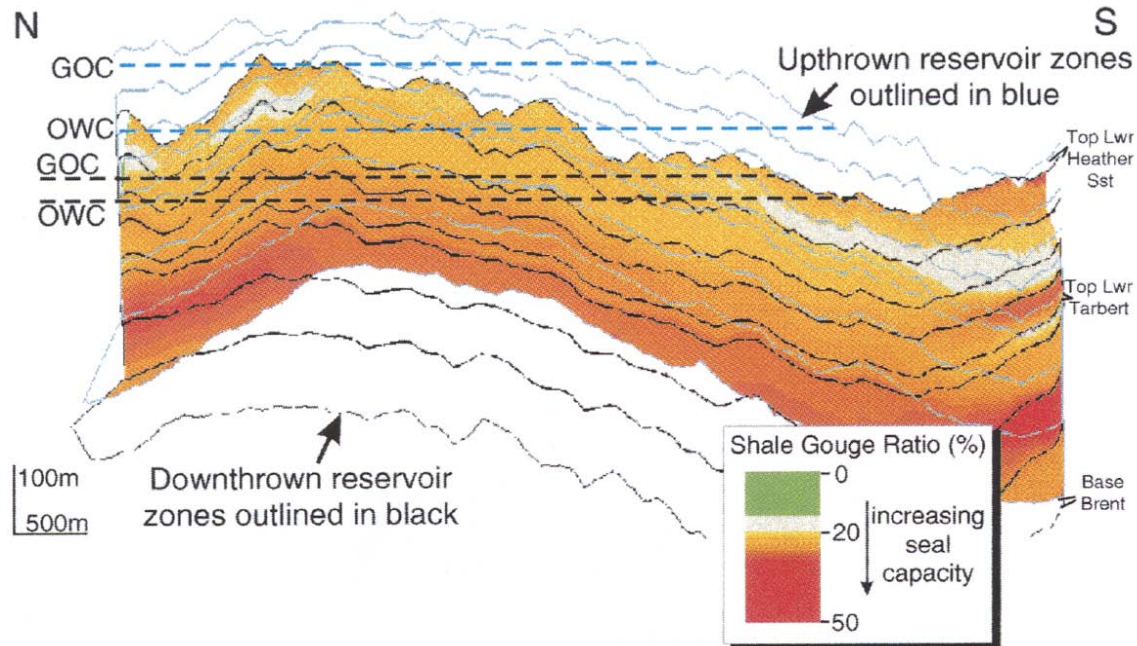 N
S
GOC
Upthrown reservoir zones
outlined in blue
OWC
GOC
OWC
Top Lwr
Heather
Sst
Top Lwr
Tarbert
Base
Brent
100m
500m
Downthrown reservoir
zones outlined in black
Shale Gouge Ratio (%)
0
20
50
increasing
seal
capacity